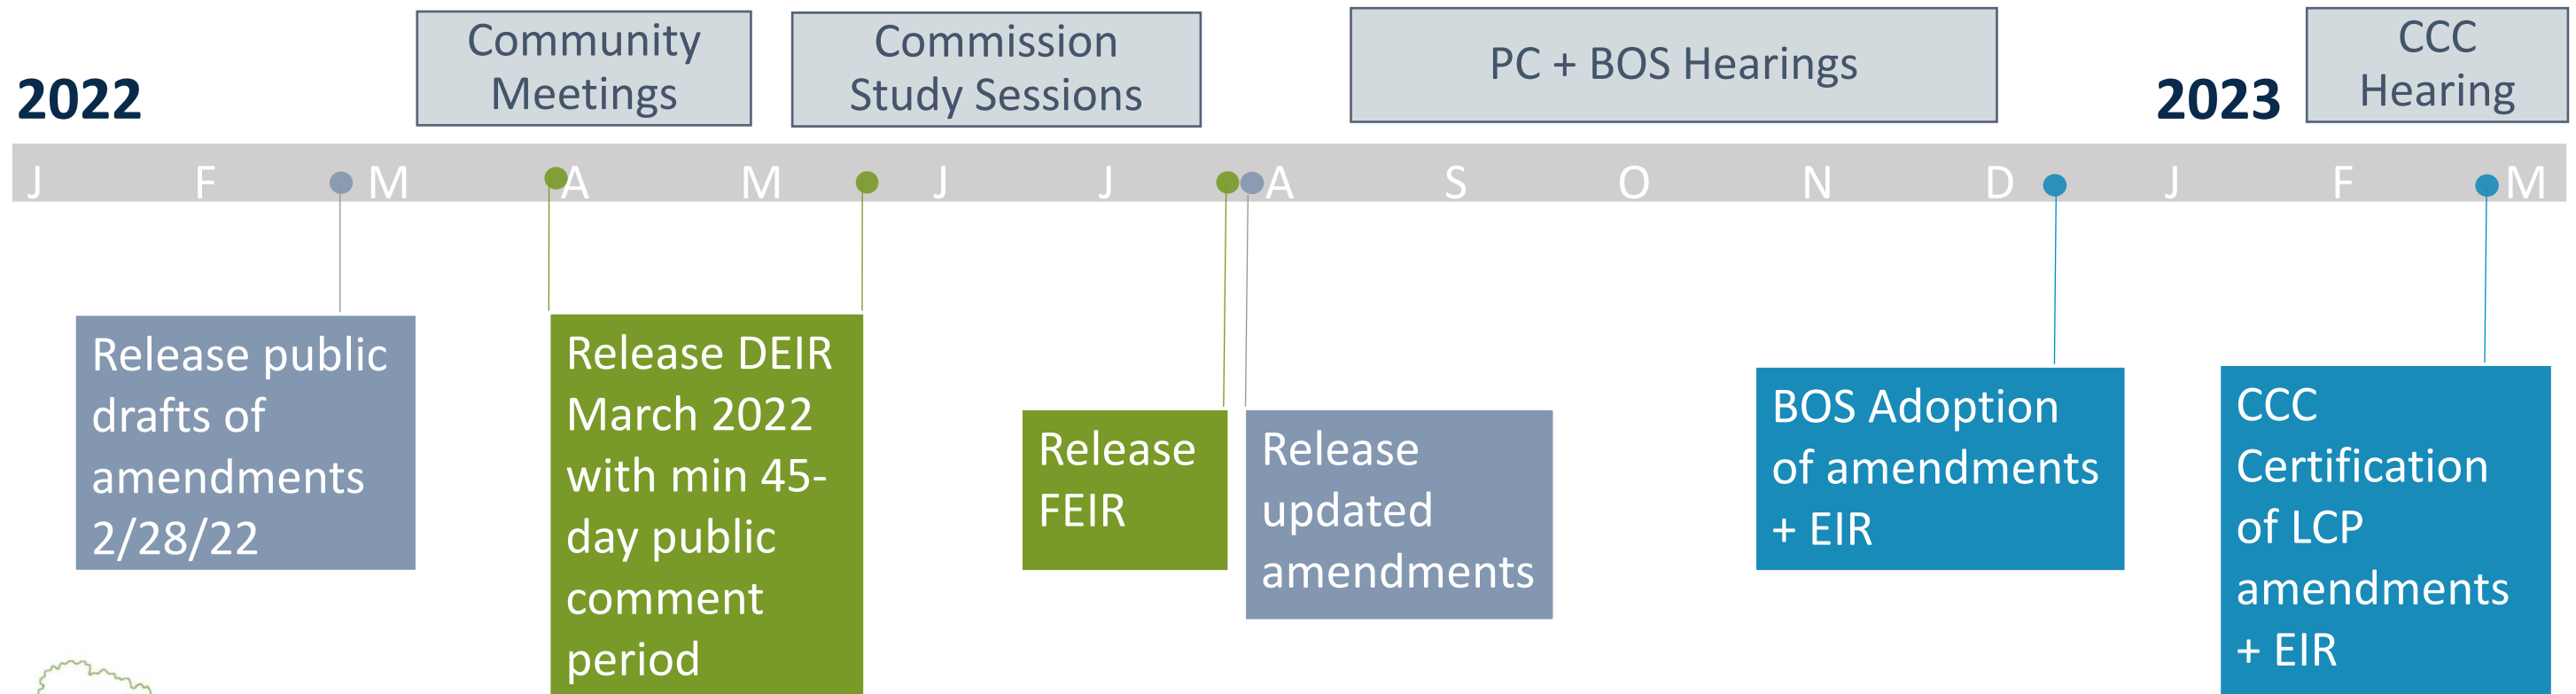 2022
Community
Meetings
Commission
Study Sessions
PC + BOS Hearings
2023
CCC
Hearing
J F M A M J J A S O N D J F M
Release public
drafts of
amendments
2/28/22
Release DEIR
March 2022
with min 45-
day public
comment
period
Release
FEIR
Release
updated
amendments
BOS Adoption
of amendments
+ EIR
CCC
Certification
of LCP
amendments
+ EIR